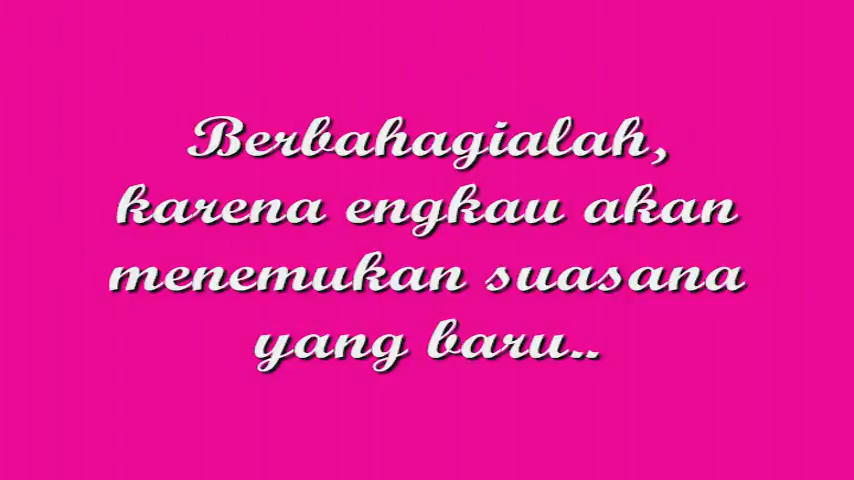 Berbahagialah,
karena engkau akan
menemukan suasana
yang baru..